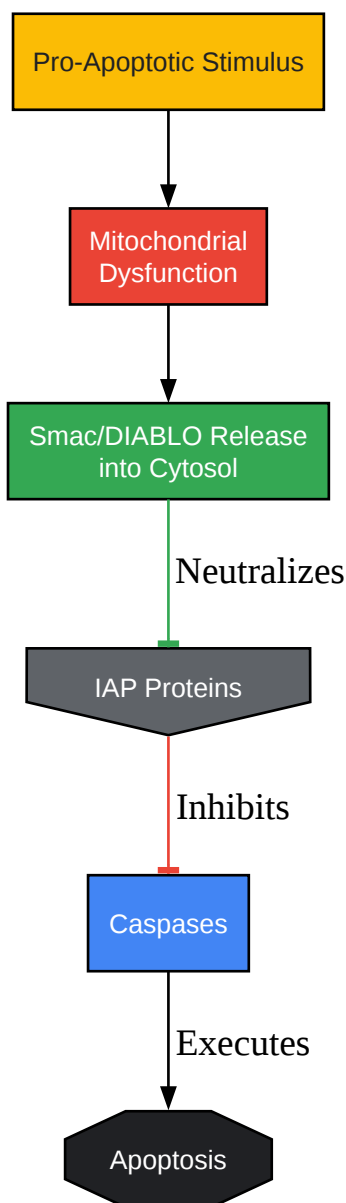 Pro-Apoptotic Stimulus
Mitochondrial
Dysfunction
Smac/DIABLO Release
into Cytosol
Neutralizes
IAP Proteins
Inhibits
Caspases
Executes
Apoptosis